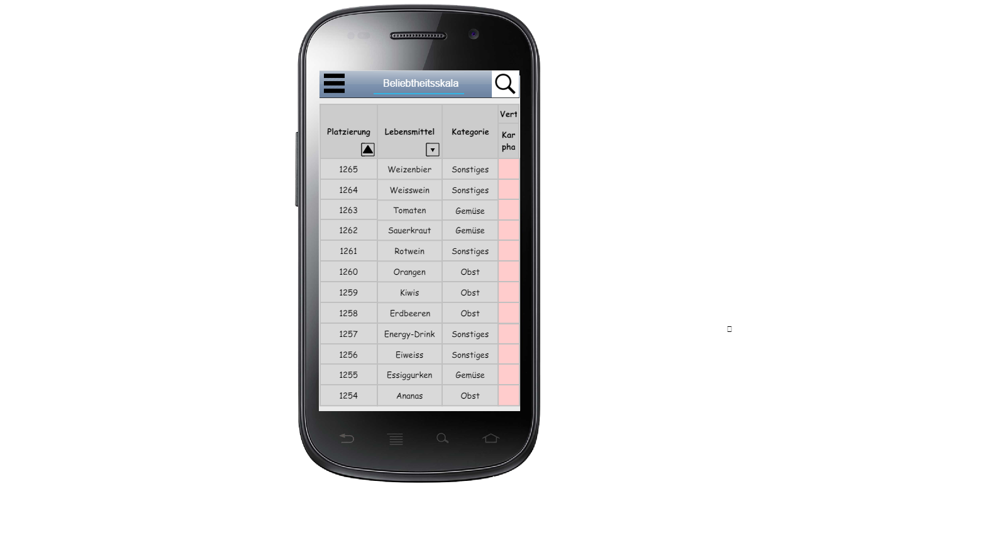 Beliebtheitsskala
Platzierung Lebensmittel Kategorie Vert
Kar
pha
1265 Weizenbier Sonstiges
1264 Weisswein Sonstiges
1263 Tomaten Gemüse
1262 Sauerkraut Gemüse
1261 Rotwein Sonstiges
1260 Orangen Obst
1259 Kiwis Obst
1258 Erdbeeren Obst
1257 Energy-Drink Sonstiges
1256 Eiweiss Sonstiges
1255 Essiggurken Gemüse
1254 Ananas Obst